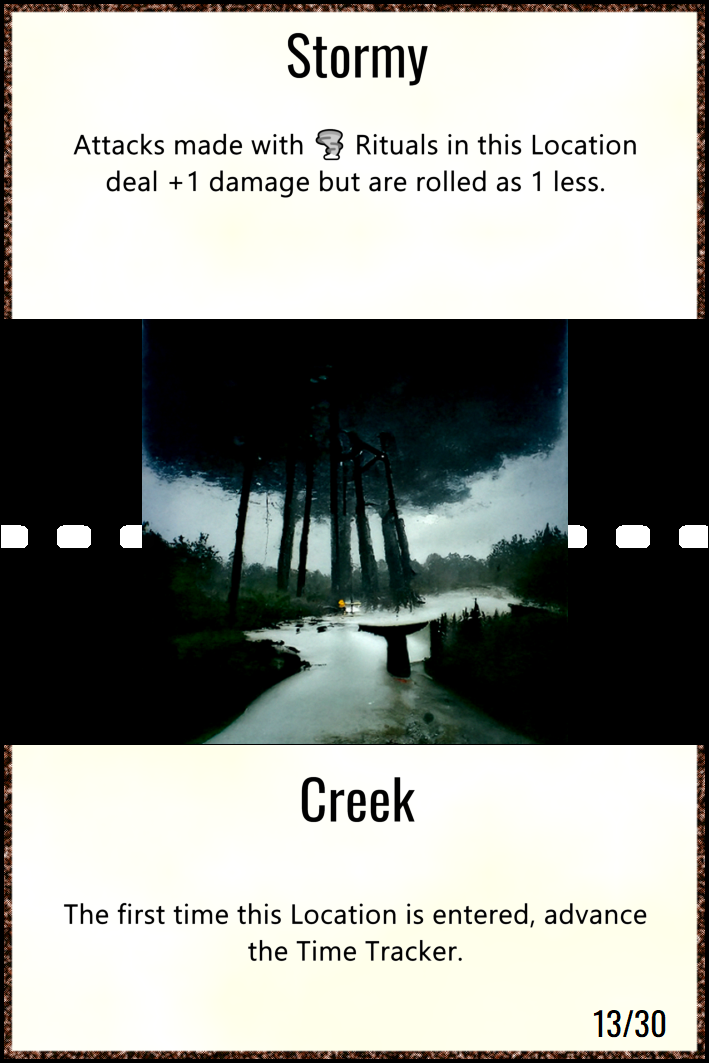 Stormy
Attacks made with Rituals in this Location
deal +1 damage but are rolled as 1 less.
Creek
The first time this Location is entered, advance
the Time Tracker.
13/30